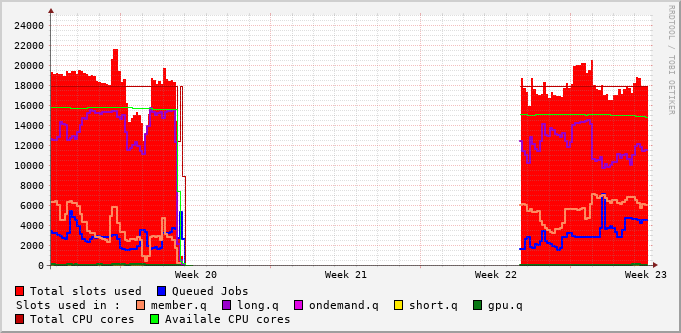 24000
22000
20000
18000
16000
14000
12000
10000
8000
6000
4000
2000
0
Week 20 Week 21 Week 22 Week 23
RRDTOOL / TOBI OETIKER
Total slots used Queued Jobs
Slots used in : member.q long.q ondemand.q short.q gpu.q
Total CPU cores Availale CPU cores